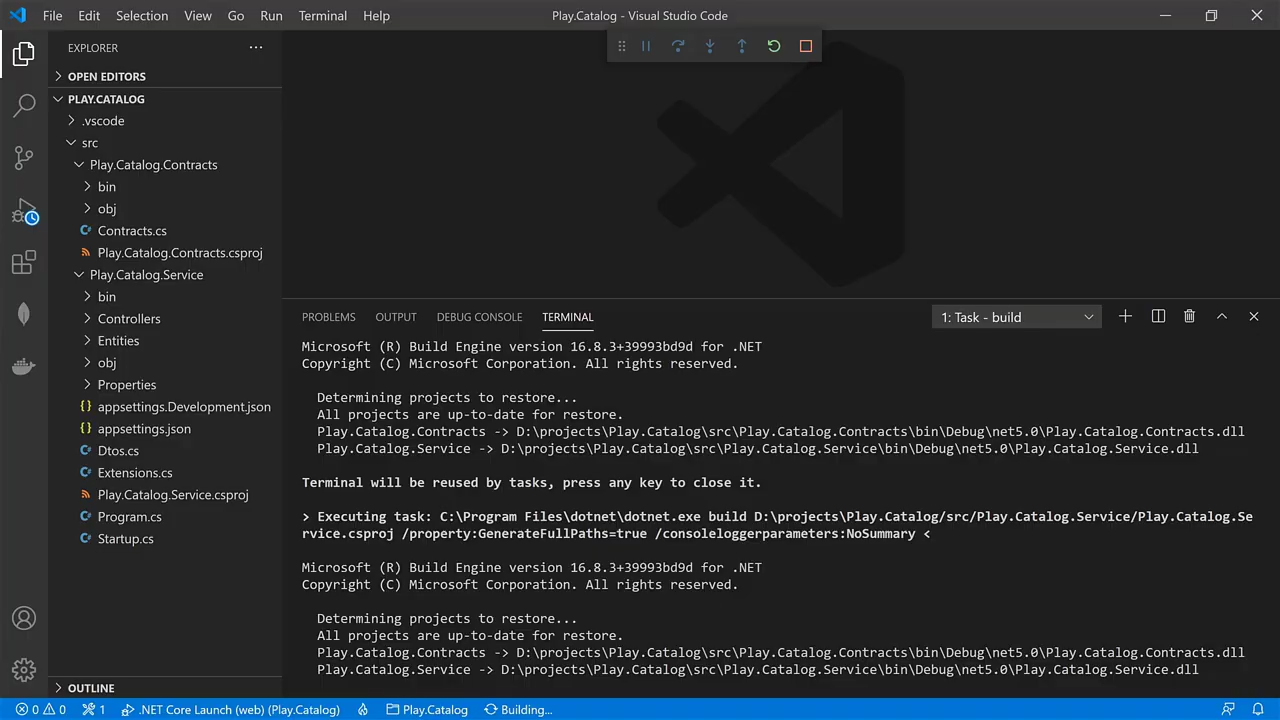 File Edit Selection View Go Run Terminal Help Play.Catalog - Visual Studio Code
EXPLORER
OPEN EDITORS
PLAY.CATALOG
.vscode
src
Play.Catalog.Contracts
bin
obj
Contracts.cs
Play.Catalog.Contracts.csproj
Play.Catalog.Service
bin
Controllers
Entities
obj
Properties
appsettings.Development.json
appsettings.json
Dtos.cs
Extensions.cs
Play.Catalog.Service.csproj
Program.cs
Startup.cs
OUTLINE
PROBLEMS OUTPUT DEBUG CONSOLE TERMINAL 1: Task - build
Microsoft (R) Build Engine version 16.8.3+39993bd9d for .NET
Copyright (C) Microsoft Corporation. All rights reserved.
Determining projects to restore...
All projects are up-to-date for restore.
Play.Catalog.Contracts -> D:\projects\Play.Catalog\src\Play.Catalog.Contracts\bin\Debug\net5.0\Play.Catalog.Contracts.dll
Play.Catalog.Service -> D:\projects\Play.Catalog\src\Play.Catalog.Service\bin\Debug\net5.0\Play.Catalog.Service.dll
Terminal will be reused by tasks, press any key to close it.
> Executing task: C:\Program Files\dotnet\dotnet.exe build D:\projects\Play.Catalog/src/Play.Catalog.Service/Play.Catalog.Se
rvice.csproj /property:GenerateFullPaths=true /consoleloggerparameters:NoSummary <
Microsoft (R) Build Engine version 16.8.3+39993bd9d for .NET
Copyright (C) Microsoft Corporation. All rights reserved.
Determining projects to restore...
All projects are up-to-date for restore.
Play.Catalog.Contracts -> D:\projects\Play.Catalog\src\Play.Catalog.Contracts\bin\Debug\net5.0\Play.Catalog.Contracts.dll
Play.Catalog.Service -> D:\projects\Play.Catalog\src\Play.Catalog.Service\bin\Debug\net5.0\Play.Catalog.Service.dll
0 0 1 .NET Core Launch (web) (Play.Catalog) Play.Catalog Building...